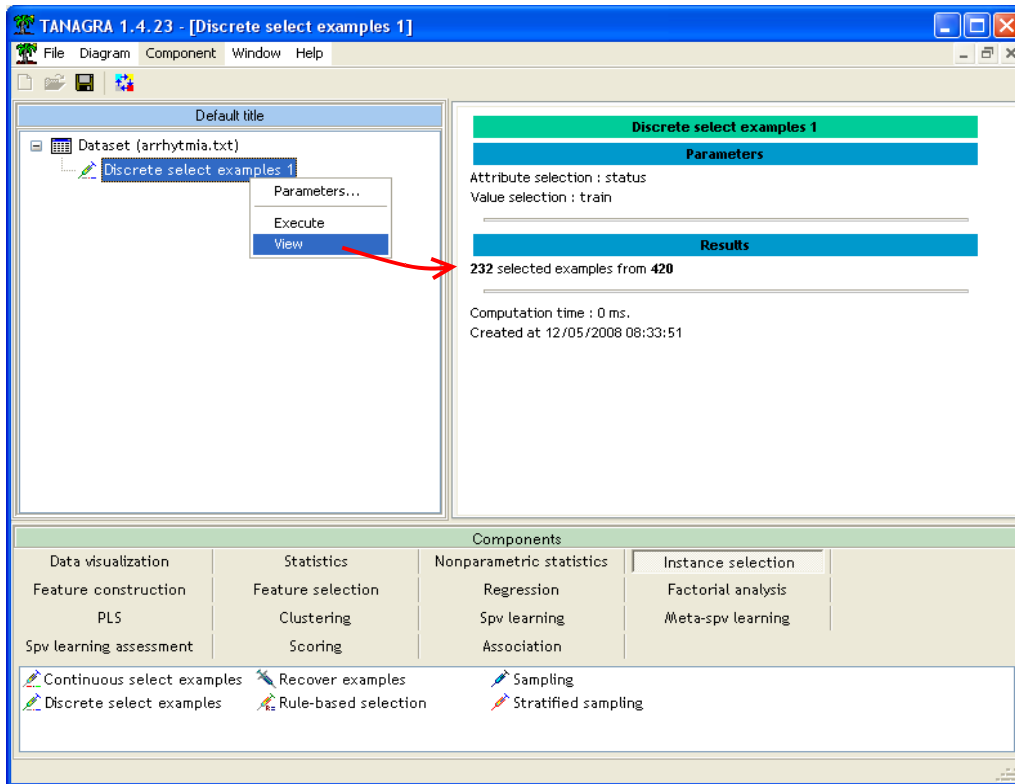 TANAGRA 1.4.23 - [Discrete select examples 1]
File Diagram Component Window Help
Default title
Dataset (arrhytmia.txt)
Discrete select examples 1
Parameters...
Execute
View
Discrete select examples 1
Parameters
Attribute selection : status
Value selection : train
Results
232 selected examples from 420
Computation time : 0 ms.
Created at 12/05/2008 08:33:51
Components
Data visualization Statistics Nonparametric statistics Instance selection
Feature construction Feature selection Regression Factorial analysis
PLS Clustering Spv learning Meta-spv learning
Spv learning assessment Scoring Association
Continuous select examples Recover examples Sampling
Discrete select examples Rule-based selection Stratified sampling